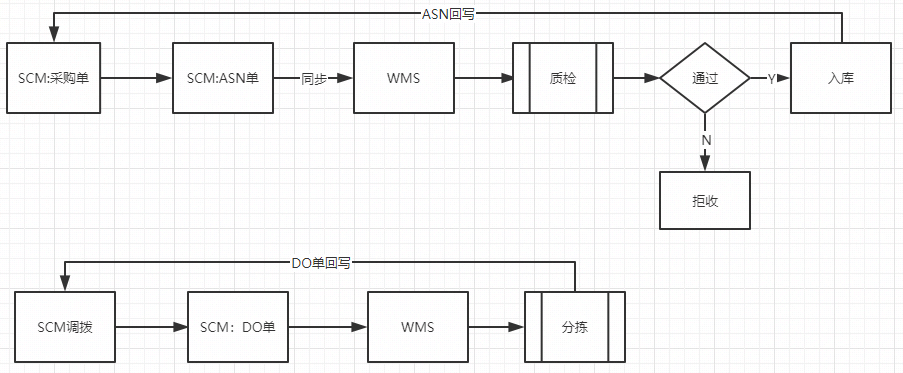 ASN回写
SCM:采购单
SCM:ASN单
同步
WMS
质检
通过
Y
入库
N
拒收
DO单回写
SCM调拨
SCM：DO单
WMS
分拣